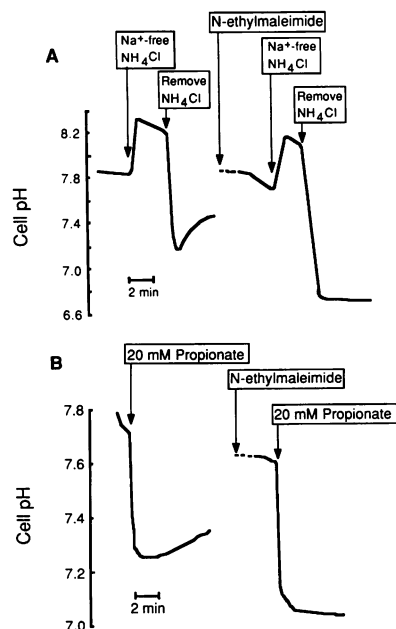 A
Na+-free
NH4Cl
Remove
NH4Cl
N-ethylmaleimide
Na+-free
NH4Cl
Remove
NH4Cl
Cell pH
8.2
7.8
7.4
7.0
6.6
2 min
B
20 mM Propionate
N-ethylmaleimide
20 mM Propionate
Cell pH
7.8
7.6
7.4
7.2
7.0
2 min